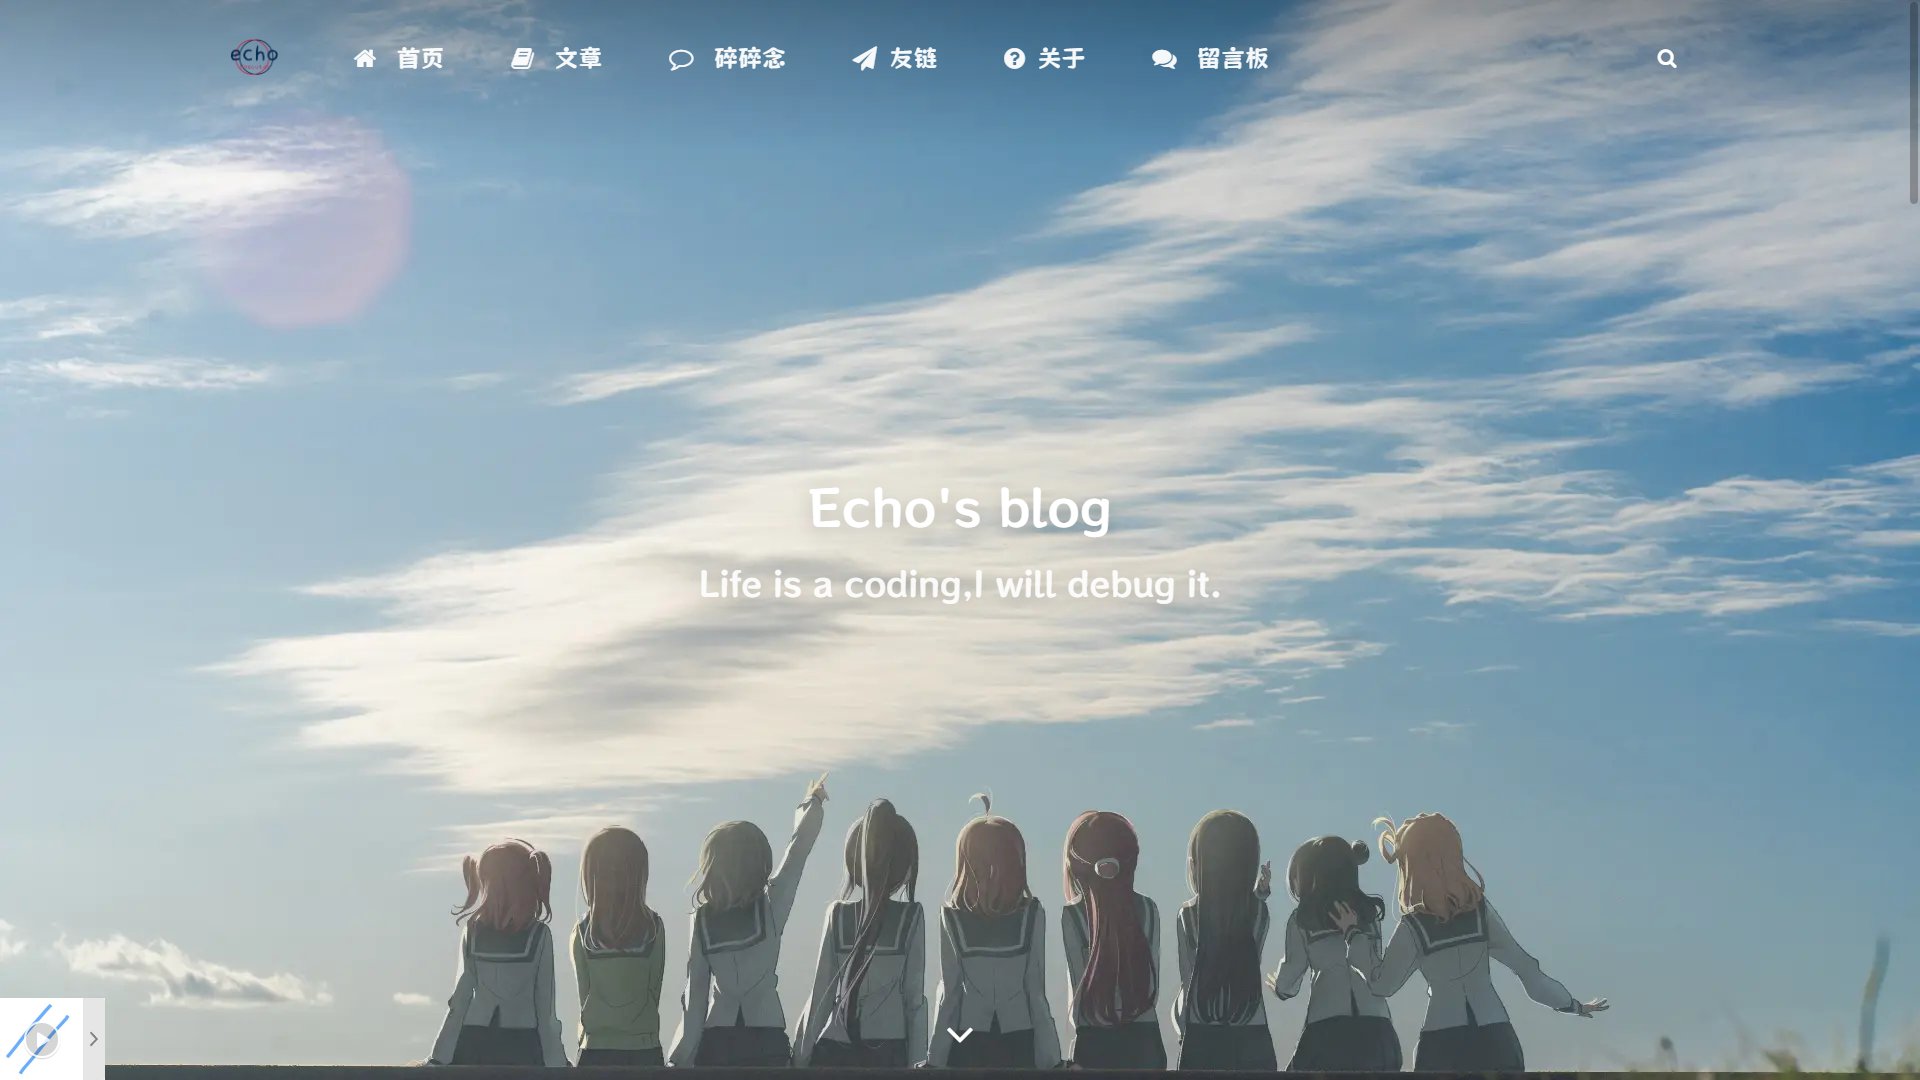 echo
首页
文章
碎碎念
友链
关于
留言板
Echo's blog
Life is a coding,I will debug it.